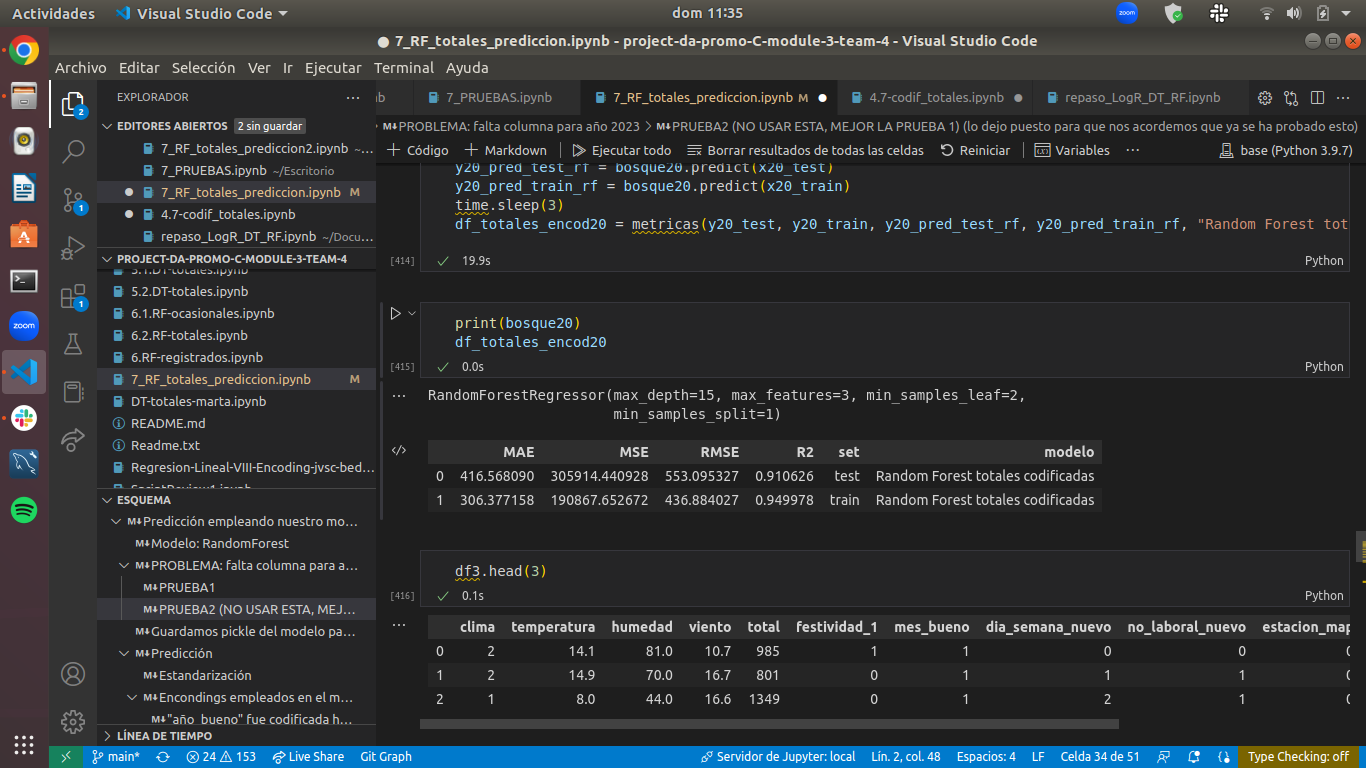 Actividades Visual Studio Code dom 11:35 zoom
7_RF_totales_prediccion.ipynb - project-da-promo-C-module-3-team-4 - Visual Studio Code
Archivo Editar Selección Ver Ir Ejecutar Terminal Ayuda
EXPLORADOR
EDITORES ABIERTOS 2 sin guardar
7_RF_totales_prediccion2.ipynb ~...
7_PRUEBAS.ipynb ~/Escritorio
7_RF_totales_prediccion.ipynb M
4.7-codif_totales.ipynb
repaso_LogR_DT_RF.ipynb ~/Docu...
PROJECT-DA-PROMO-C-MODULE-3-TEAM-4
5.1.DT-totales.ipynb
5.2.DT-totales.ipynb
6.1.RF-ocasionales.ipynb
6.2.RF-totales.ipynb
6.RF-registrados.ipynb
7_RF_totales_prediccion.ipynb M
DT-totales-marta.ipynb
README.md
Readme.txt
Regresion-Lineal-VIII-Encoding-jvsc-bed...
SprintReview1.ipynb
ESQUEMA
Predicción empleando nuestro mo...
Modelo: RandomForest
PROBLEMA: falta columna para a...
PRUEBA1
PRUEBA2 (NO USAR ESTA, MEJ...
Guardamos pickle del modelo pa...
Predicción
Estandarización
Encondings empleados en el m...
"año_bueno" fue codificada h...
LÍNEA DE TIEMPO
nb 7_PRUEBAS.ipynb 7_RF_totales_prediccion.ipynb M 4.7-codif_totales.ipynb repaso_LogR_DT_RF.ipynb
PROBLEMA: falta columna para año 2023 > PRUEBA2 (NO USAR ESTA, MEJOR LA PRUEBA 1) (lo dejo puesto para que nos acordemos que ya se ha probado esto)
Código Markdown Ejecutar todo Borrar resultados de todas las celdas Reiniciar Variables ... base (Python 3.9.7)
y20_pred_test_rf = bosque20.predict(x20_test)
y20_pred_train_rf = bosque20.predict(x20_train)
time.sleep(3)
df_totales_encod20 = metricas(y20_test, y20_train, y20_pred_test_rf, y20_pred_train_rf, "Random Forest tot
[414] 19.9s Python
print(bosque20)
df_totales_encod20
[415] 0.0s Python
RandomForestRegressor(max_depth=15, max_features=3, min_samples_leaf=2,
min_samples_split=1)
MAE MSE RMSE R2 set modelo
0 416.568090 305914.440928 553.095327 0.910626 test Random Forest totales codificadas
1 306.377158 190867.652672 436.884027 0.949978 train Random Forest totales codificadas
df3.head(3)
[416] 0.1s Python
clima temperatura humedad viento total festividad_1 mes_bueno dia_semana_nuevo no_laboral_nuevo estacion_map
0 2 14.1 81.0 10.7 985 1 1 0 0
1 2 14.9 70.0 16.7 801 0 1 1 1
2 1 8.0 44.0 16.6 1349 0 1 2 1
main* 24 153 Live Share Git Graph Servidor de Jupyter: local Lín. 2, col. 48 Espacios: 4 LF Celda 34 de 51 Type Checking: off